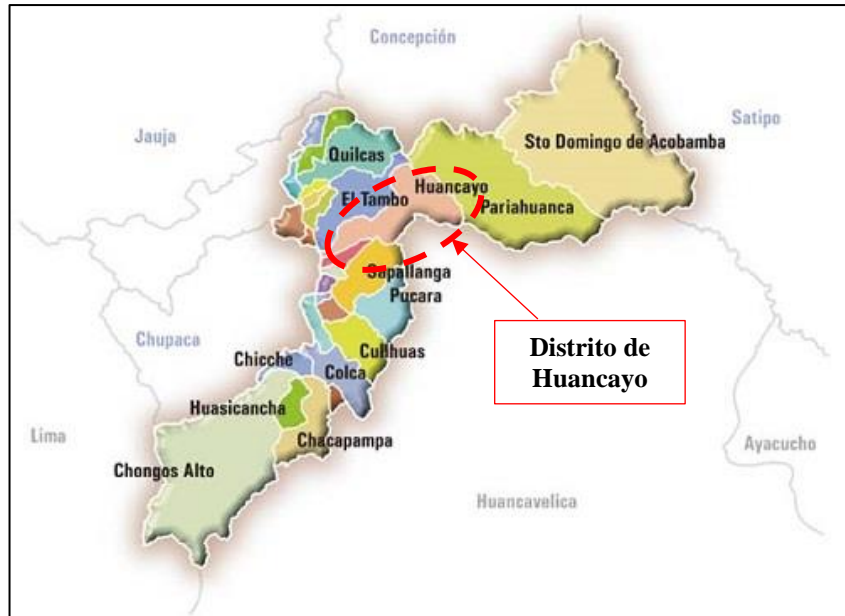 Concepción
Jauja
Satipo
Sto Domingo de Acobamba
Quilcas
Huancayo
El Tambo
Pariahuanca
Sapallanga
Pucara
Chupaca
Cullhuas
Chicche
Colca
Distrito de
Huancayo
Huasicancha
Lima
Chacapampa
Ayacucho
Chongos Alto
Huancavelica